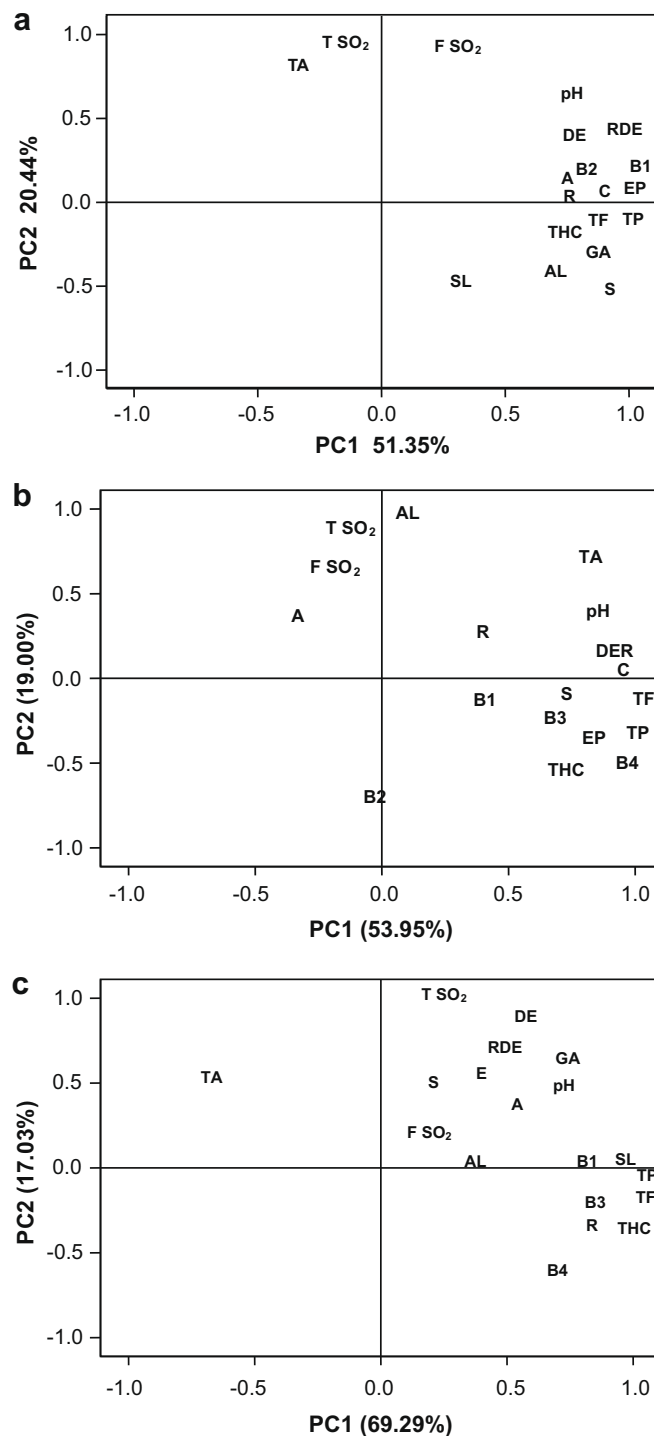 a
1.0
T SO2
F SO2
TA
pH
0.5
DE
RDE
B2
B1
A
EP
R
C
0.0
TF
TP
THC
GA
AL
SL
S
-0.5
-1.0
PC2 20.44%
-1.0 -0.5 0.0 0.5 1.0
PC1 51.35%
b
1.0
AL
T SO2
TA
F SO2
0.5
A
pH
R
DER
C
0.0
S
TF
B1
B3
EP
TP
THC
B4
-0.5
B2
-1.0
PC2 (19.00%)
-1.0 -0.5 0.0 0.5 1.0
PC1 (53.95%)
c
1.0
T SO2
DE
RDE
GA
TA
E
0.5
S
pH
A
F SO2
AL
B1
SL
0.0
TP
B3
TF
R
THC
B4
-0.5
-1.0
PC2 (17.03%)
-1.0 -0.5 0.0 0.5 1.0
PC1 (69.29%)